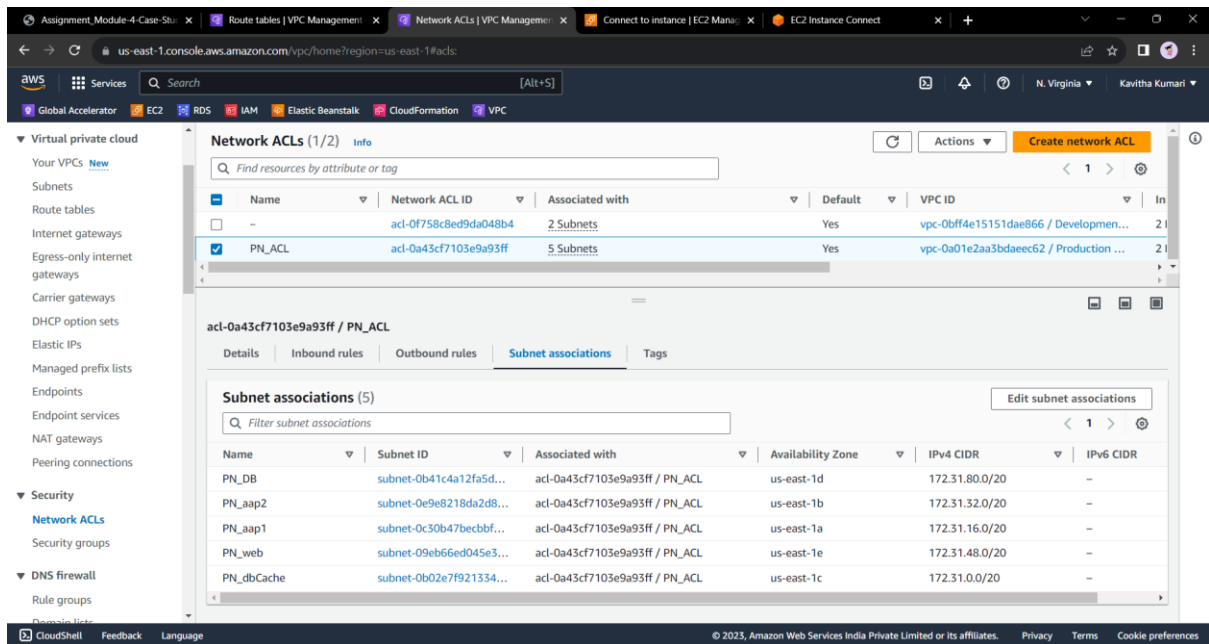 Assignment_Module-4-Case-Stu
Route tables | VPC Management
Network ACLs | VPC Managemen
Connect to instance | EC2 Manag
EC2 Instance Connect
us-east-1.console.aws.amazon.com/vpc/home?region=us-east-1#acls:
aws Services Search [Alt+S] N. Virginia Kavitha Kumari
Global Accelerator EC2 RDS IAM Elastic Beanstalk CloudFormation VPC
Virtual private cloud
Your VPCs New
Subnets
Route tables
Internet gateways
Egress-only internet
gateways
Carrier gateways
DHCP option sets
Elastic IPs
Managed prefix lists
Endpoints
Endpoint services
NAT gateways
Peering connections
Security
Network ACLs
Security groups
DNS firewall
Rule groups
Network ACLs (1/2) Info Actions Create network ACL
Find resources by attribute or tag 1
Name Network ACL ID Associated with Default VPC ID In
– acl-0f758c8ed9da048b4 2 Subnets Yes vpc-0bff4e15151dae866 / Developmen... 2 I
PN_ACL acl-0a43cf7103e9a93ff 5 Subnets Yes vpc-0a01e2aa3bdaeec62 / Production ... 2 I
acl-0a43cf7103e9a93ff / PN_ACL
Details Inbound rules Outbound rules Subnet associations Tags
Subnet associations (5) Edit subnet associations
Filter subnet associations 1
Name Subnet ID Associated with Availability Zone IPv4 CIDR IPv6 CIDR
PN_DB subnet-0b41c4a12fa5d... acl-0a43cf7103e9a93ff / PN_ACL us-east-1d 172.31.80.0/20 –
PN_aap2 subnet-0e9e8218da2d8... acl-0a43cf7103e9a93ff / PN_ACL us-east-1b 172.31.32.0/20 –
PN_aap1 subnet-0c30b47becbbf... acl-0a43cf7103e9a93ff / PN_ACL us-east-1a 172.31.16.0/20 –
PN_web subnet-09eb66ed045e3... acl-0a43cf7103e9a93ff / PN_ACL us-east-1e 172.31.48.0/20 –
PN_dbCache subnet-0b02e7f921334... acl-0a43cf7103e9a93ff / PN_ACL us-east-1c 172.31.0.0/20 –
CloudShell Feedback Language © 2023, Amazon Web Services India Private Limited or its affiliates. Privacy Terms Cookie preferences